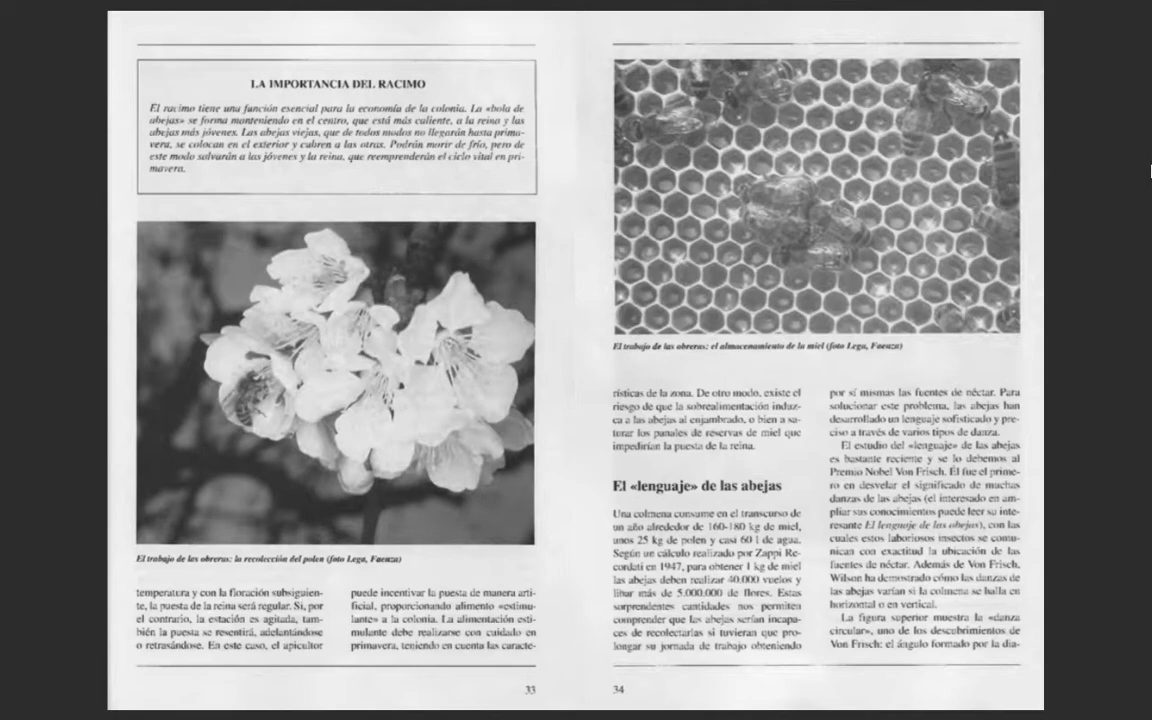 LA IMPORTANCIA DEL RACIMO
El racimo tiene una función esencial para la economía de la colonia. La «bola de
abejas» se forma manteniendo en el centro, que está más caliente, a la reina y las
abejas más jóvenes. Las abejas viejas, que de todos modos no llegarán hasta prima-
vera, se colocan en el exterior y cubren a las otras. Podrán morir de frío, pero de
este modo salvarán a las jóvenes y la reina, que reemprenderán el ciclo vital en pri-
mavera.
El trabajo de las obreras: la recolección del polen (foto Lega, Faenza)
temperatura y con la floración subsiguien-
te, la puesta de la reina será regular. Si, por
el contrario, la estación es agitada, tam-
bién la puesta se resentirá, adelantándose
o retrasándose. En este caso, el apicultor
puede incentivar la puesta de manera arti-
ficial, proporcionando alimento «estimu-
lante» a la colonia. La alimentación esti-
mulante debe realizarse con cuidado en
primavera, teniendo en cuenta las caracte-
33
El trabajo de las obreras: el almacenamiento de la miel (foto Lega, Faenza)
rísticas de la zona. De otro modo, existe el
riesgo de que la sobrealimentación induz-
ca a las abejas al enjambrado, o bien a sa-
turar los panales de reservas de miel que
impedirían la puesta de la reina.
El «lenguaje» de las abejas
Una colmena consume en el transcurso de
un año alrededor de 160-180 kg de miel,
unos 25 kg de polen y casi 60 l de agua.
Según un cálculo realizado por Zappi Re-
cordati en 1947, para obtener 1 kg de miel
las abejas deben realizar 40.000 vuelos y
libar más de 5.000.000 de flores. Estas
sorprendentes cantidades nos permiten
comprender que las abejas serían incapa-
ces de recolectarlas si tuvieran que pro-
longar su jornada de trabajo obteniendo
por sí mismas las fuentes de néctar. Para
solucionar este problema, las abejas han
desarrollado un lenguaje sofisticado y pre-
ciso a través de varios tipos de danza.
El estudio del «lenguaje» de las abejas
es bastante reciente y se lo debemos al
Premio Nobel Von Frisch. Él fue el prime-
ro en desvelar el significado de muchas
danzas de las abejas (el interesado en am-
pliar sus conocimientos puede leer su inte-
resante El lenguaje de las abejas), con las
cuales estos laboriosos insectos se comu-
nican con exactitud la ubicación de las
fuentes de néctar. Además de Von Frisch,
Wilson ha demostrado cómo las danzas de
las abejas varían si la colmena se halla en
horizontal o en vertical.
La figura superior muestra la «danza
circular», uno de los descubrimientos de
Von Frisch: el ángulo formado por la dia-
34